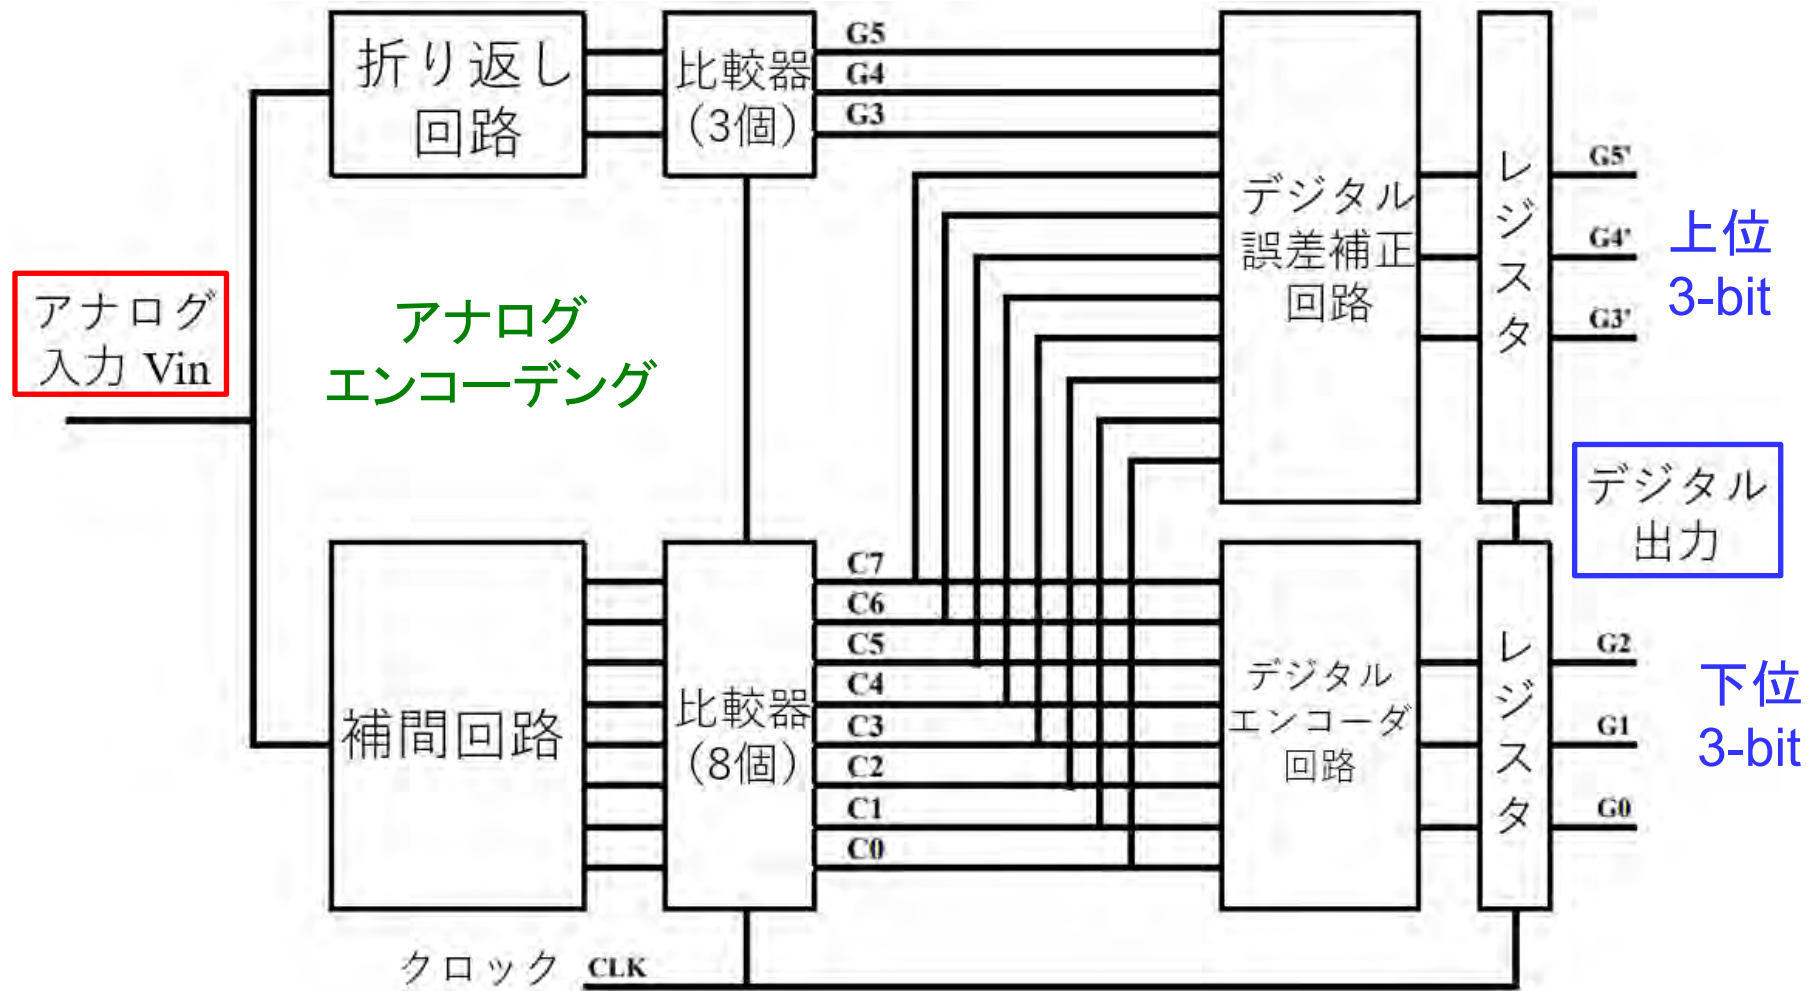 折り返し
回路
比較器
(3個)
G5
G4
G3
デジタル
誤差補正
回路
レジスタ
G5'
G4'
G3'
上位
3-bit
アナログ
入力 Vin
アナログ
エンコーデング
デジタル
出力
補間回路
比較器
(8個)
C7
C6
C5
C4
C3
C2
C1
C0
デジタル
エンコーダ
回路
レジスタ
G2
G1
G0
下位
3-bit
クロック CLK